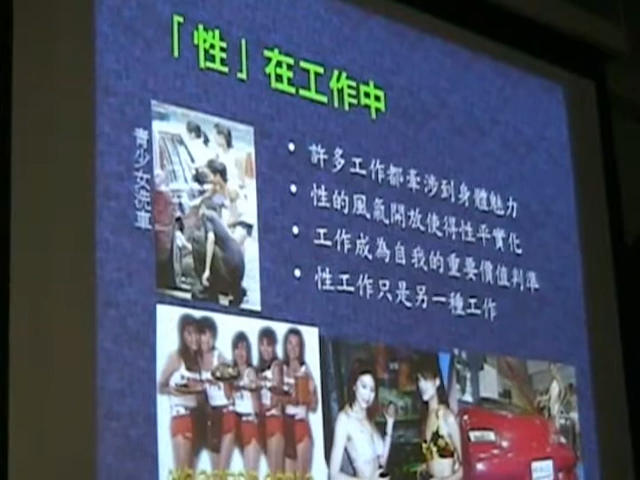 「性」在工作中
青少女洗車
• 許多工作都牽涉到身體魅力
• 性的風氣開放使得性平實化
• 工作成為自我的重要價值判準
• 性工作只是另一種工作